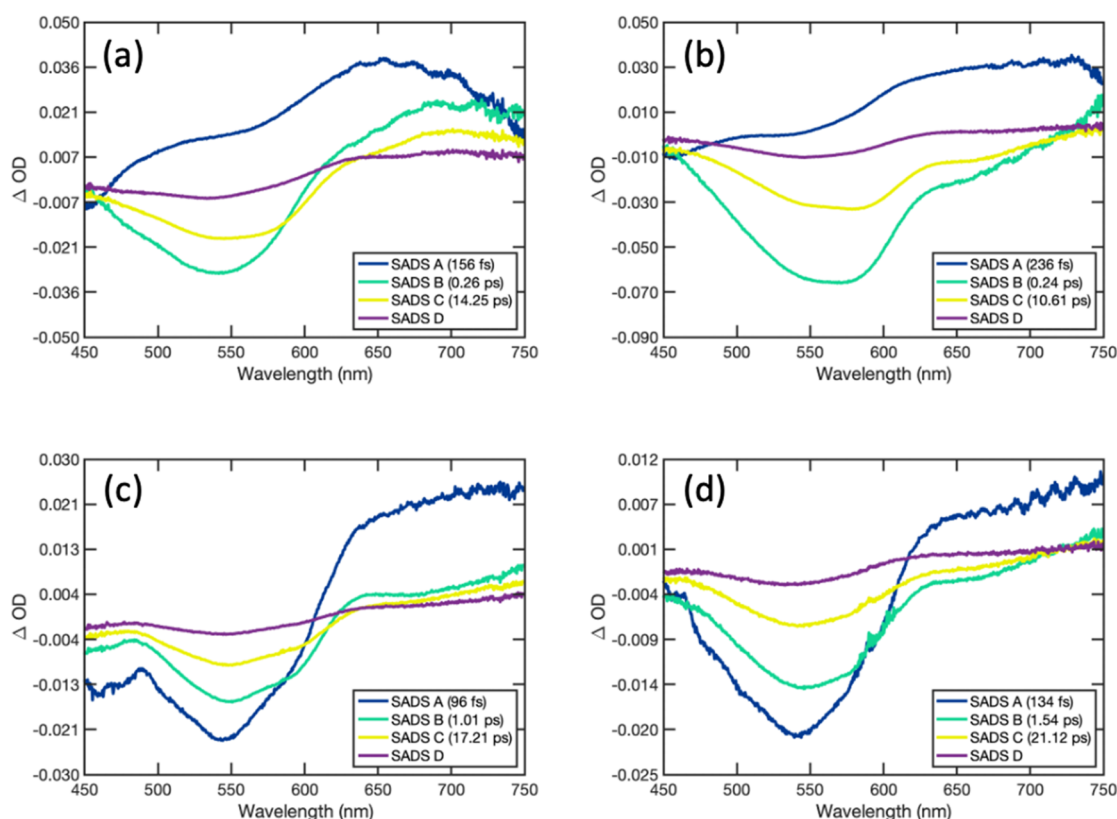 (a)
0.050
0.036
0.021
0.007
-0.007
-0.021
-0.036
-0.050
Δ OD
450 500 550 600 650 700 750
Wavelength (nm)
SADS A (156 fs)
SADS B (0.26 ps)
SADS C (14.25 ps)
SADS D
(b)
0.050
0.030
0.010
-0.010
-0.030
-0.050
-0.070
-0.090
Δ OD
450 500 550 600 650 700 750
Wavelength (nm)
SADS A (236 fs)
SADS B (0.24 ps)
SADS C (10.61 ps)
SADS D
(c)
0.030
0.021
0.013
0.004
-0.004
-0.013
-0.021
-0.030
Δ OD
450 500 550 600 650 700 750
Wavelength (nm)
SADS A (96 fs)
SADS B (1.01 ps)
SADS C (17.21 ps)
SADS D
(d)
0.012
0.007
0.001
-0.004
-0.009
-0.014
-0.020
-0.025
Δ OD
450 500 550 600 650 700 750
Wavelength (nm)
SADS A (134 fs)
SADS B (1.54 ps)
SADS C (21.12 ps)
SADS D